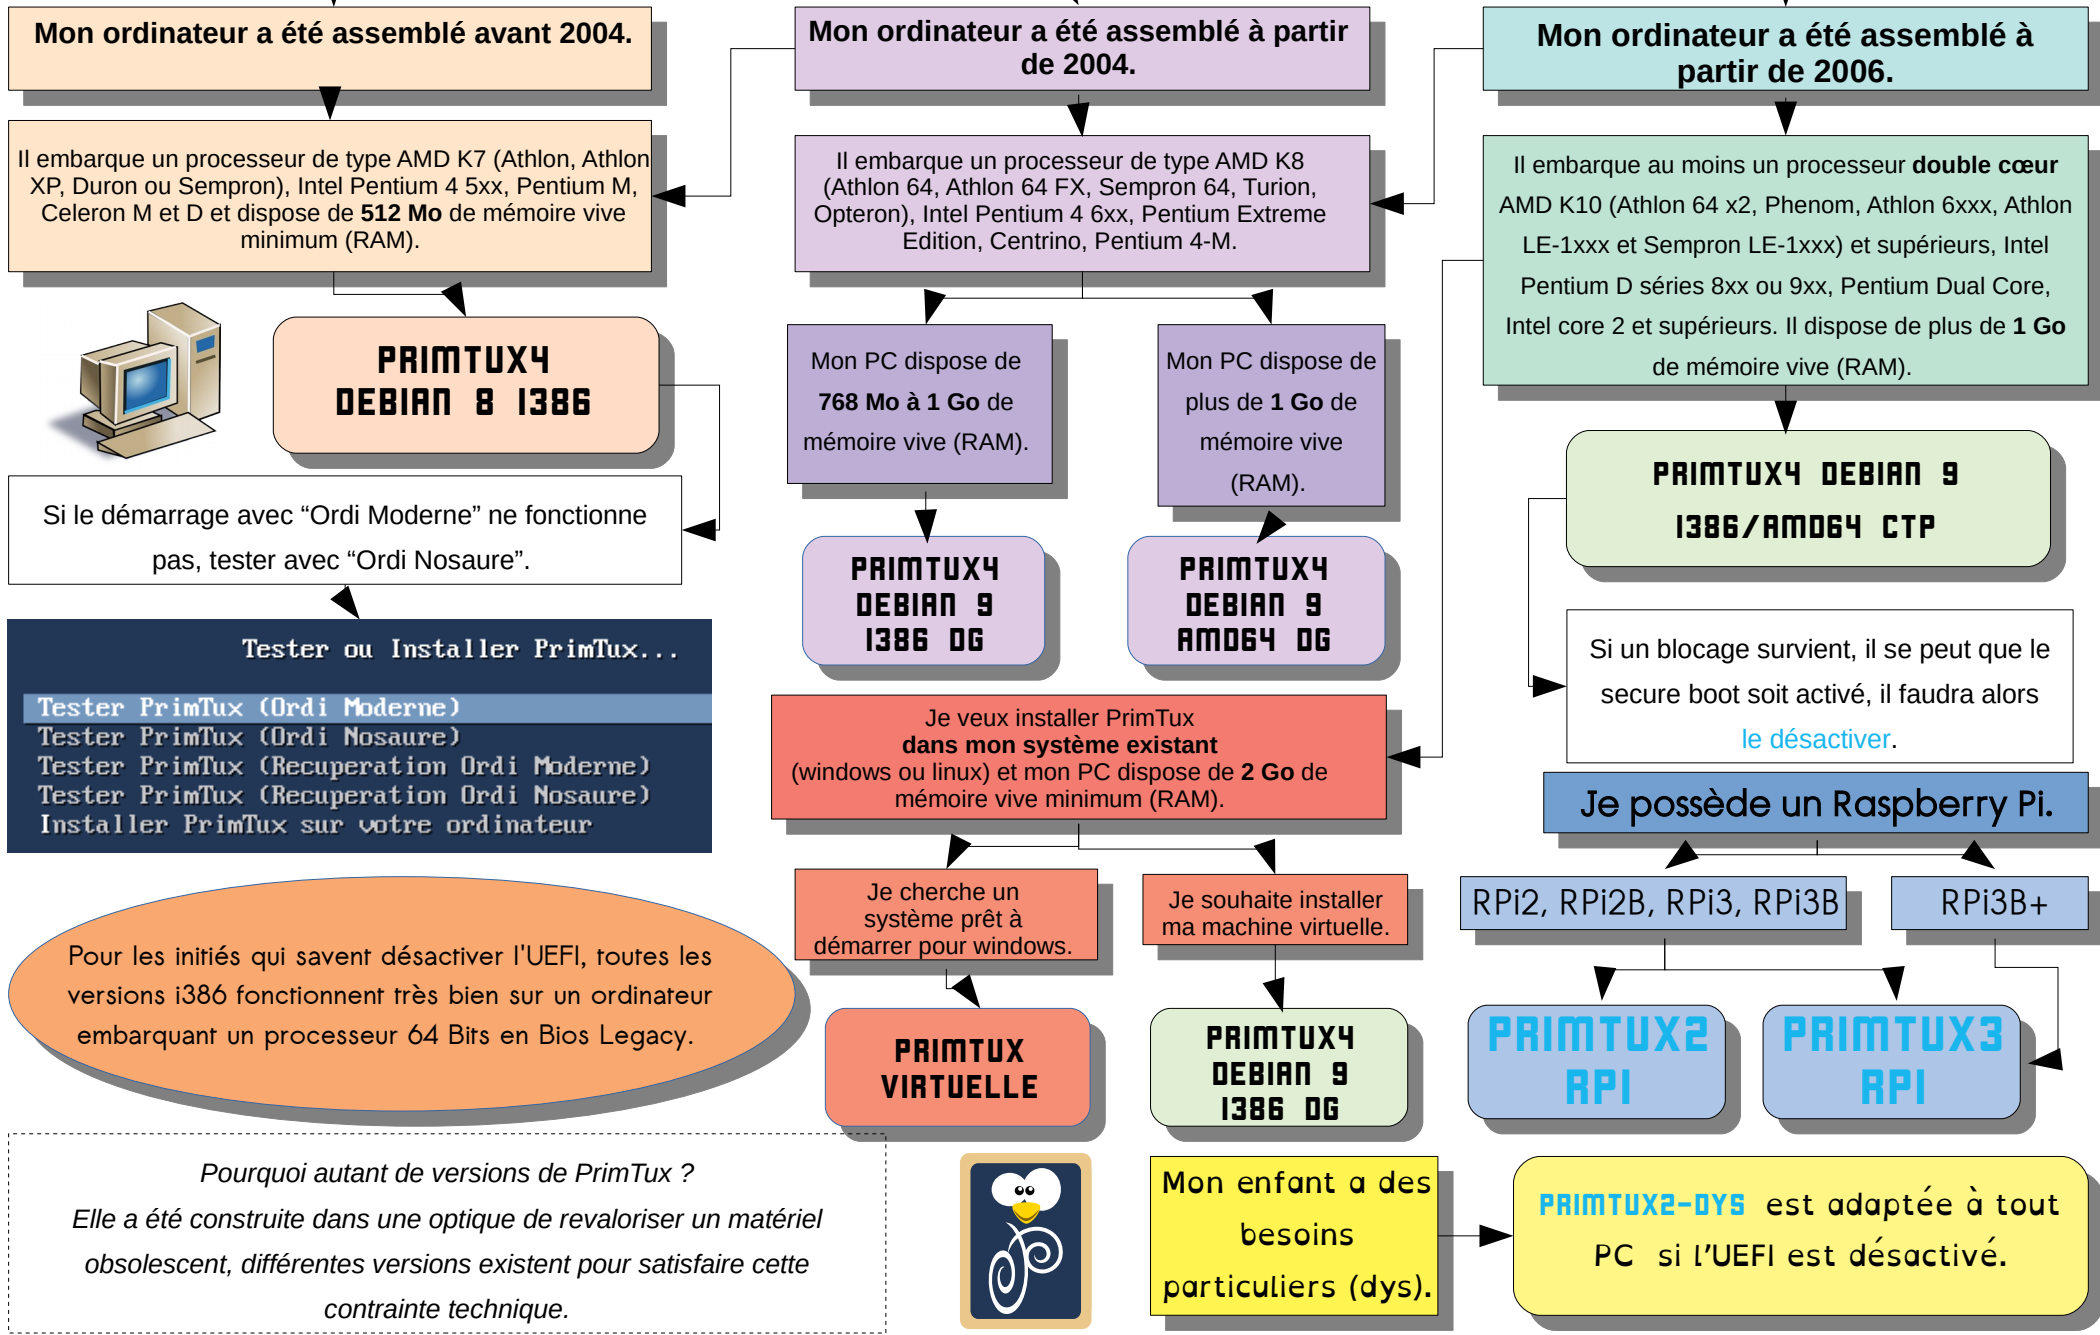 Mon ordinateur a été assemblé avant 2004.
Il embarque un processeur de type AMD K7 (Athlon, Athlon
XP, Duron ou Sempron), Intel Pentium 4 5xx, Pentium M,
Celeron M et D et dispose de 512 Mo de mémoire vive
minimum (RAM).
PRIMTUX4
DEBIAN 8 I386
Si le démarrage avec “Ordi Moderne” ne fonctionne
pas, tester avec “Ordi Nosaure”.
Tester ou Installer PrimTux...
Tester PrimTux (Ordi Moderne)
Tester PrimTux (Ordi Nosaure)
Tester PrimTux (Recuperation Ordi Moderne)
Tester PrimTux (Recuperation Ordi Nosaure)
Installer PrimTux sur votre ordinateur
Pour les initiés qui savent désactiver l'UEFI, toutes les
versions i386 fonctionnent très bien sur un ordinateur
embarquant un processeur 64 Bits en Bios Legacy.
Pourquoi autant de versions de PrimTux ?
Elle a été construite dans une optique de revaloriser un matériel
obsolescent, différentes versions existent pour satisfaire cette
contrainte technique.
Mon ordinateur a été assemblé à partir
de 2004.
Il embarque un processeur de type AMD K8
(Athlon 64, Athlon 64 FX, Sempron 64, Turion,
Opteron), Intel Pentium 4 6xx, Pentium Extreme
Edition, Centrino, Pentium 4-M.
Mon PC dispose de
768 Mo à 1 Go de
mémoire vive (RAM).
PRIMTUX4
DEBIAN 9
I386 DG
Mon PC dispose de
plus de 1 Go de
mémoire vive
(RAM).
PRIMTUX4
DEBIAN 9
AMD64 DG
Je veux installer PrimTux
dans mon système existant
(windows ou linux) et mon PC dispose de 2 Go de
mémoire vive minimum (RAM).
Je cherche un
système prêt à
démarrer pour windows.
PRIMTUX
VIRTUELLE
Je souhaite installer
ma machine virtuelle.
PRIMTUX4
DEBIAN 9
I386 DG
Mon ordinateur a été assemblé à
partir de 2006.
Il embarque au moins un processeur double cœur
AMD K10 (Athlon 64 x2, Phenom, Athlon 6xxx, Athlon
LE-1xxx et Sempron LE-1xxx) et supérieurs, Intel
Pentium D séries 8xx ou 9xx, Pentium Dual Core,
Intel core 2 et supérieurs. Il dispose de plus de 1 Go
de mémoire vive (RAM).
PRIMTUX4 DEBIAN 9
I386/AMD64 CTP
Si un blocage survient, il se peut que le
secure boot soit activé, il faudra alors
le désactiver.
Je possède un Raspberry Pi.
RPi2, RPi2B, RPi3, RPi3B
RPi3B+
PRIMTUX2
RPI
PRIMTUX3
RPI
Mon enfant a des
besoins
particuliers (dys).
PRIMTUX2-DYS est adaptée à tout
PC si l'UEFI est désactivé.